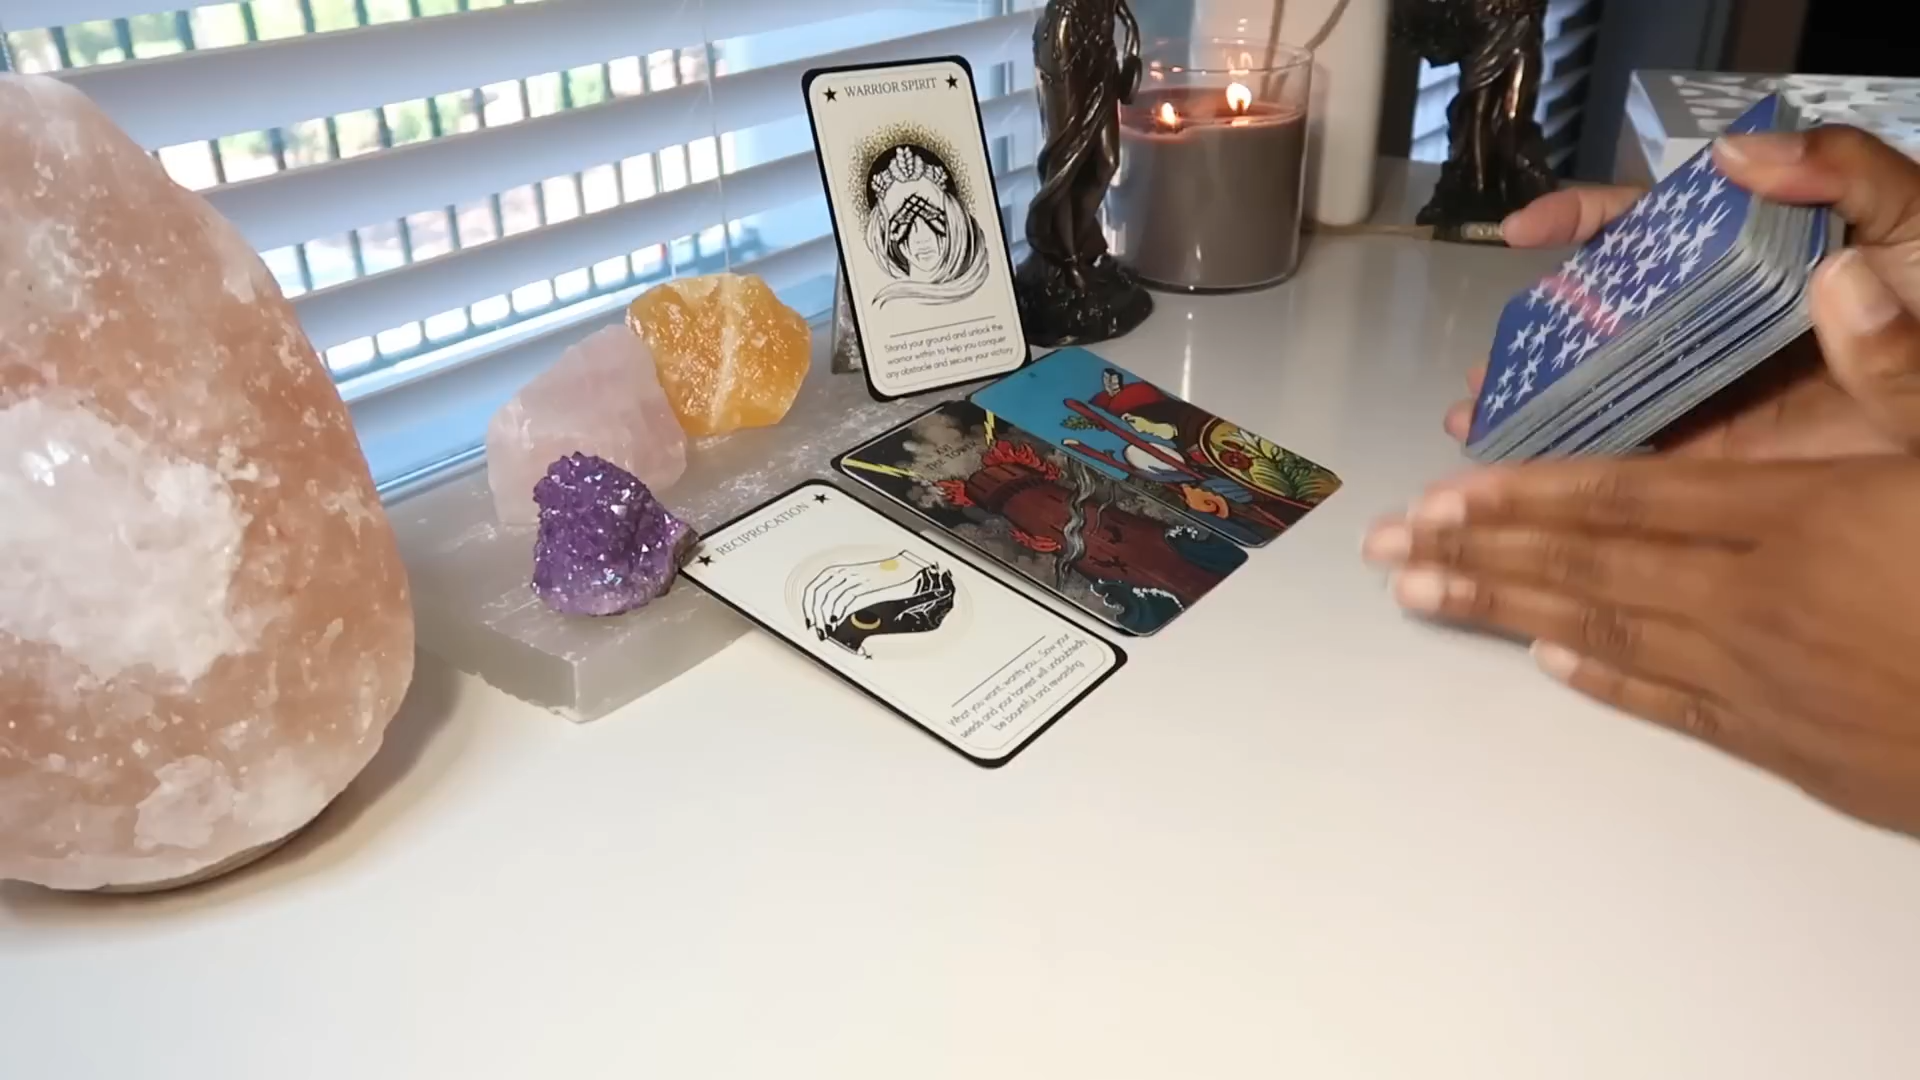 WARRIOR SPIRIT
Stand your ground and unlock the
warrior within to help you conquer
any obstacle and secure your victory
XVI
THE TOWER
RECIPROCATION
What you want, wants you... Sow your
seeds and your harvest will undoubtedly
be bountiful and rewarding